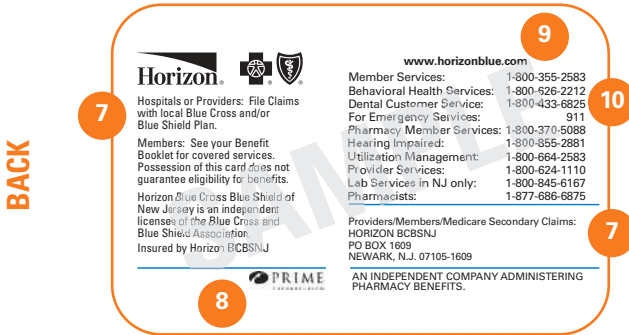 BACK
7
8
9
10
7
Horizon
Hospitals or Providers: File Claims
with local Blue Cross and/or
Blue Shield Plan.
Members: See your Benefit
Booklet for covered services.
Possession of this card does not
guarantee eligibility for benefits.
Horizon Blue Cross Blue Shield of
New Jersey is an independent
licensee of the Blue Cross and
Blue Shield Association
Insured by Horizon BCBSNJ
PRIME
www.horizonblue.com
Member Services: 1-800-355-2583
Behavioral Health Services: 1-800-626-2212
Dental Customer Service: 1-800-433-6825
For Emergency Services: 911
Pharmacy Member Services: 1-800-370-5088
Hearing Impaired: 1-800-855-2881
Utilization Management: 1-800-664-2583
Provider Services: 1-800-624-1110
Lab Services in NJ only: 1-800-845-6167
Pharmacists: 1-877-686-6875
Providers/Members/Medicare Secondary Claims:
HORIZON BCBSNJ
PO BOX 1609
NEWARK, N.J. 07105-1609
AN INDEPENDENT COMPANY ADMINISTERING
PHARMACY BENEFITS.
SAMPLE